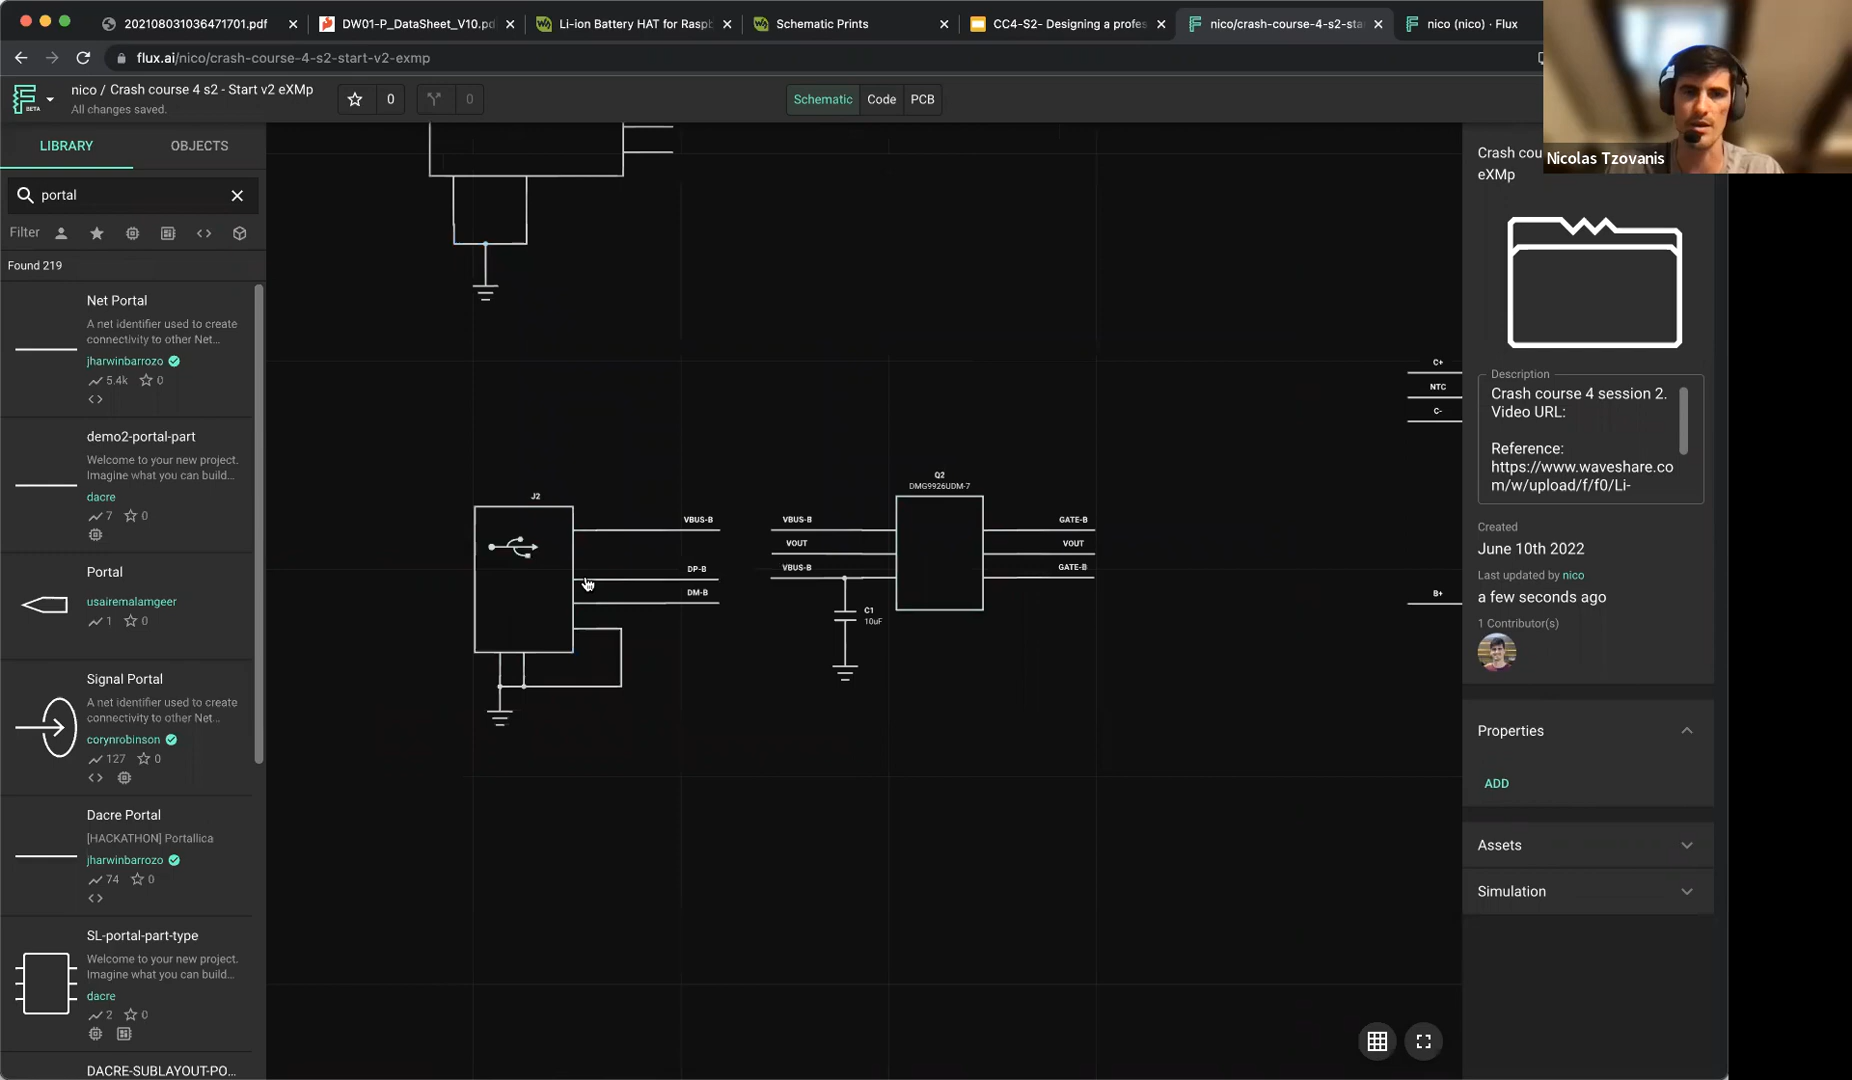 202108031036471701.pdf
DW01-P_DataSheet_V10.pd
Li-ion Battery HAT for Raspb
Schematic Prints
CC4-S2- Designing a profes
nico/crash-course-4-s2-sta
nico (nico) · Flux
flux.ai/nico/crash-course-4-s2-start-v2-exmp
BETA
nico / Crash course 4 s2 - Start v2 eXMp
All changes saved.
0
0
Schematic
Code
PCB
LIBRARY
OBJECTS
portal
Filter
Found 219
Net Portal
A net identifier used to create
connectivity to other Net...
jharwinbarrozo
5.4k
0
demo2-portal-part
Welcome to your new project.
Imagine what you can build...
dacre
7
0
Portal
usairemalamgeer
1
0
Signal Portal
A net identifier used to create
connectivity to other Net...
corynrobinson
127
0
Dacre Portal
[HACKATHON] Portallica
jharwinbarrozo
74
0
SL-portal-part-type
Welcome to your new project.
Imagine what you can build...
dacre
2
0
DACRE-SUBLAYOUT-PO...
J2
VBUS-B
DP-B
DM-B
Q2
DMG9926UDM-7
VBUS-B
VOUT
VBUS-B
GATE-B
VOUT
GATE-B
C1
10uF
C+
NTC
C-
B+
Nicolas Tzovanis
Crash cou
eXMp
Description
Crash course 4 session 2.
Video URL:
Reference:
https://www.waveshare.co
m/w/upload/f/f0/Li-
Created
June 10th 2022
Last updated by nico
a few seconds ago
1 Contributor(s)
Properties
ADD
Assets
Simulation